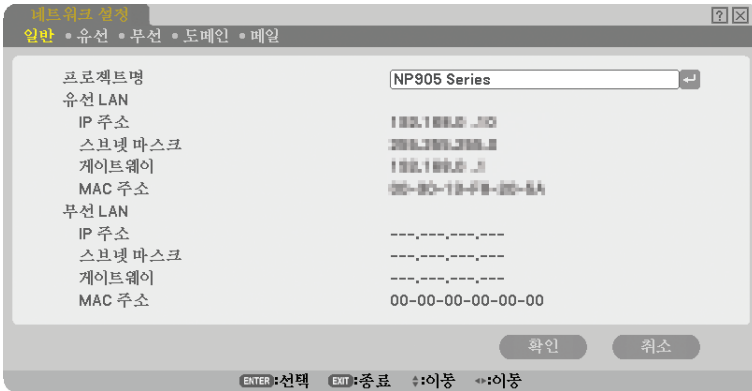 네트워크 설정
일반 • 유선 • 무선 • 도메인 • 메일
프로젝트명 NP905 Series
유선 LAN
IP 주소
스브넷 마스크
게이트웨이
MAC 주소
무선 LAN
IP 주소 ---.---.---.---
스브넷 마스크 ---.---.---.---
게이트웨이 ---.---.---.---
MAC 주소 00-00-00-00-00-00
확인 취소
ENTER :선택 EXIT :종료 :이동 :이동